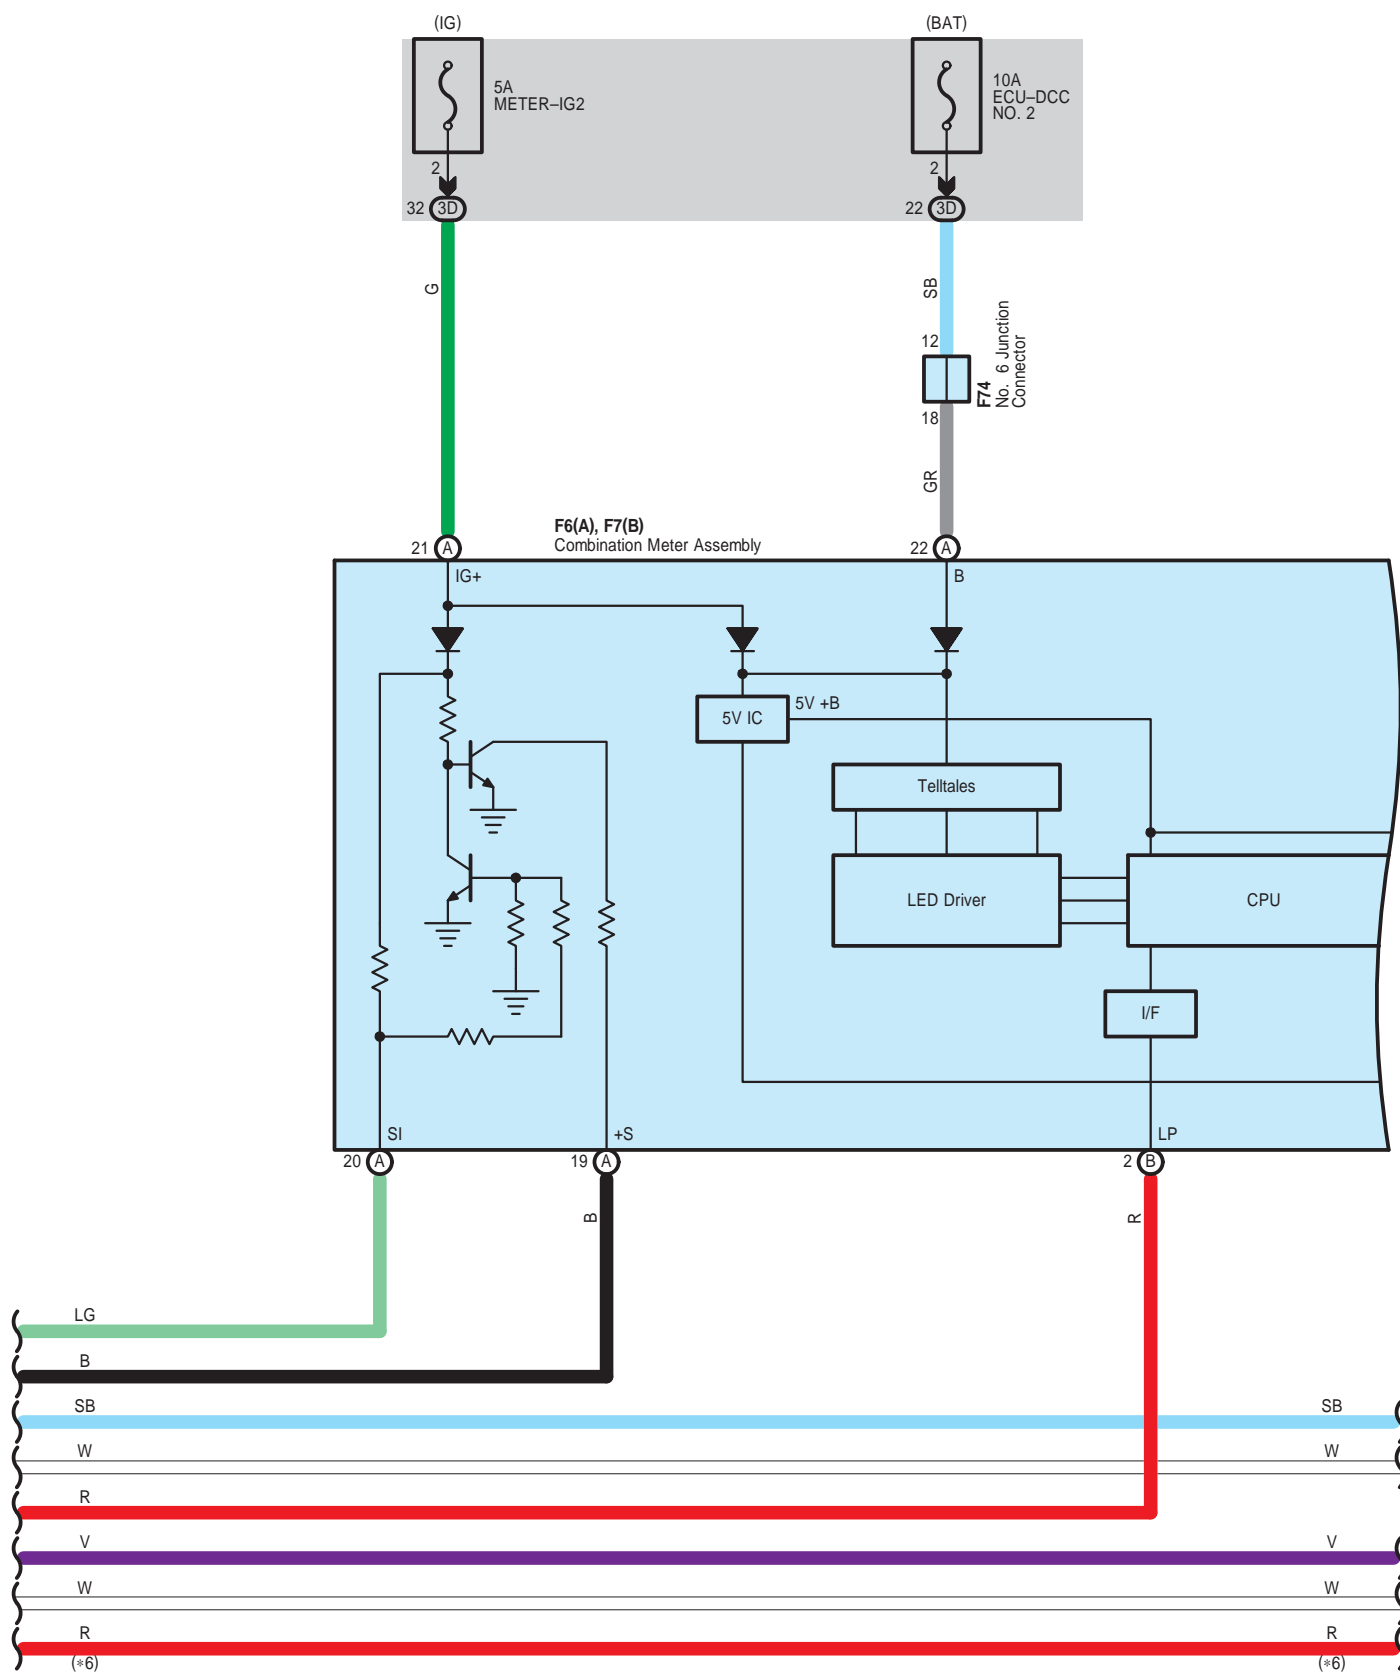 (IG)
(BAT)
5A
METER–IG2
10A
ECU–DCC
NO. 2
2
2
32 3D
22 3D
G
SB
12
F74
No. 6 Junction
Connector
18
GR
F6(A), F7(B)
Combination Meter Assembly
21 A
22 A
IG+
B
5V IC
5V +B
Telltales
LED Driver
CPU
I/F
SI
+S
LP
20 A
19 A
2 B
B
R
LG
B
SB
SB
W
W
R
V
V
W
W
R
R
(∗6)
(∗6)